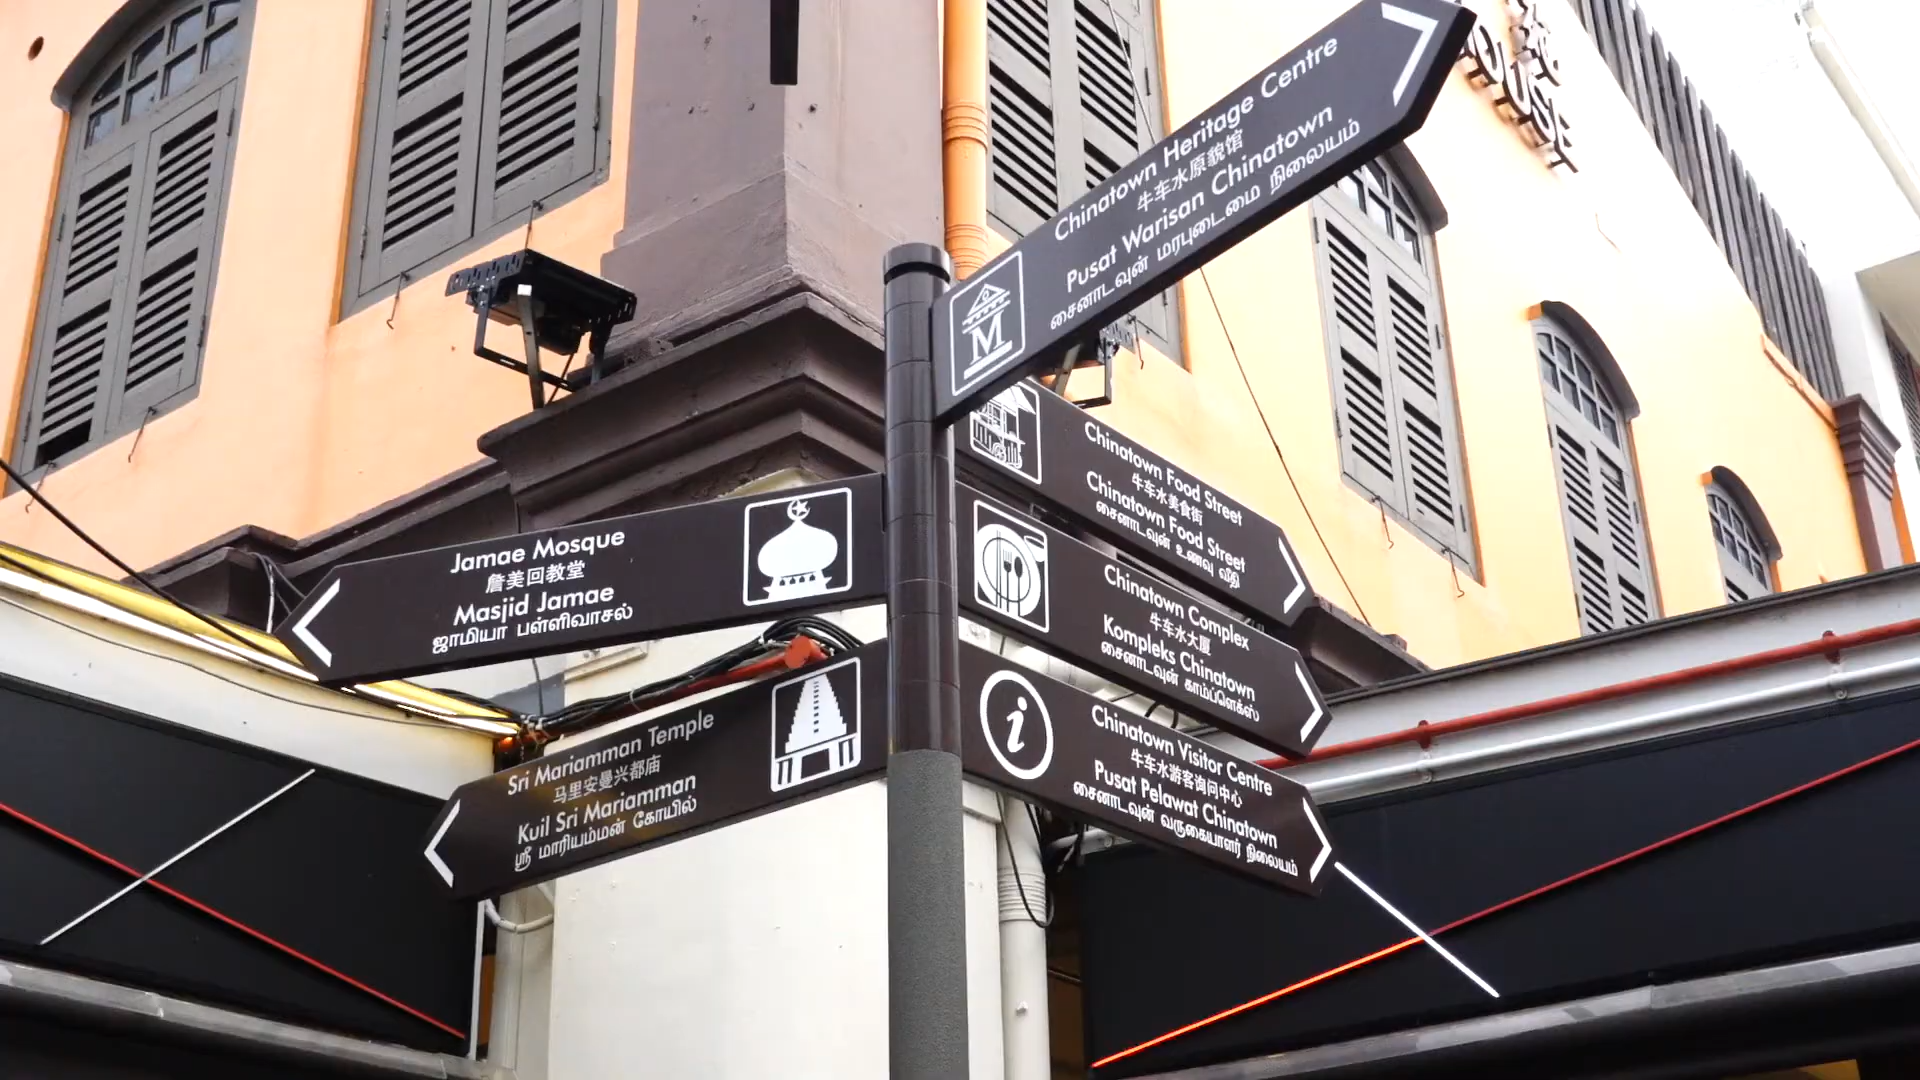 Chinatown Heritage Centre
牛车水原貌馆
Pusat Warisan Chinatown
சைனாடவுன் மரபுடைமை நிலையம்
M
Chinatown Food Street
牛车水美食街
Chinatown Food Street
சைனாடவுன் உணவு வீதி
Jamae Mosque
詹美回教堂
Masjid Jamae
ஜாமியா பள்ளிவாசல்
Chinatown Complex
牛车水大厦
Kompleks Chinatown
சைனாடவுன் காம்ப்ளெக்ஸ்
Sri Mariamman Temple
马里安曼兴都庙
Kuil Sri Mariamman
ஸ்ரீ மாரியம்மன் கோயில்
i
Chinatown Visitor Centre
牛车水游客询问中心
Pusat Pelawat Chinatown
சைனாடவுன் வருகையாளர் நிலையம்